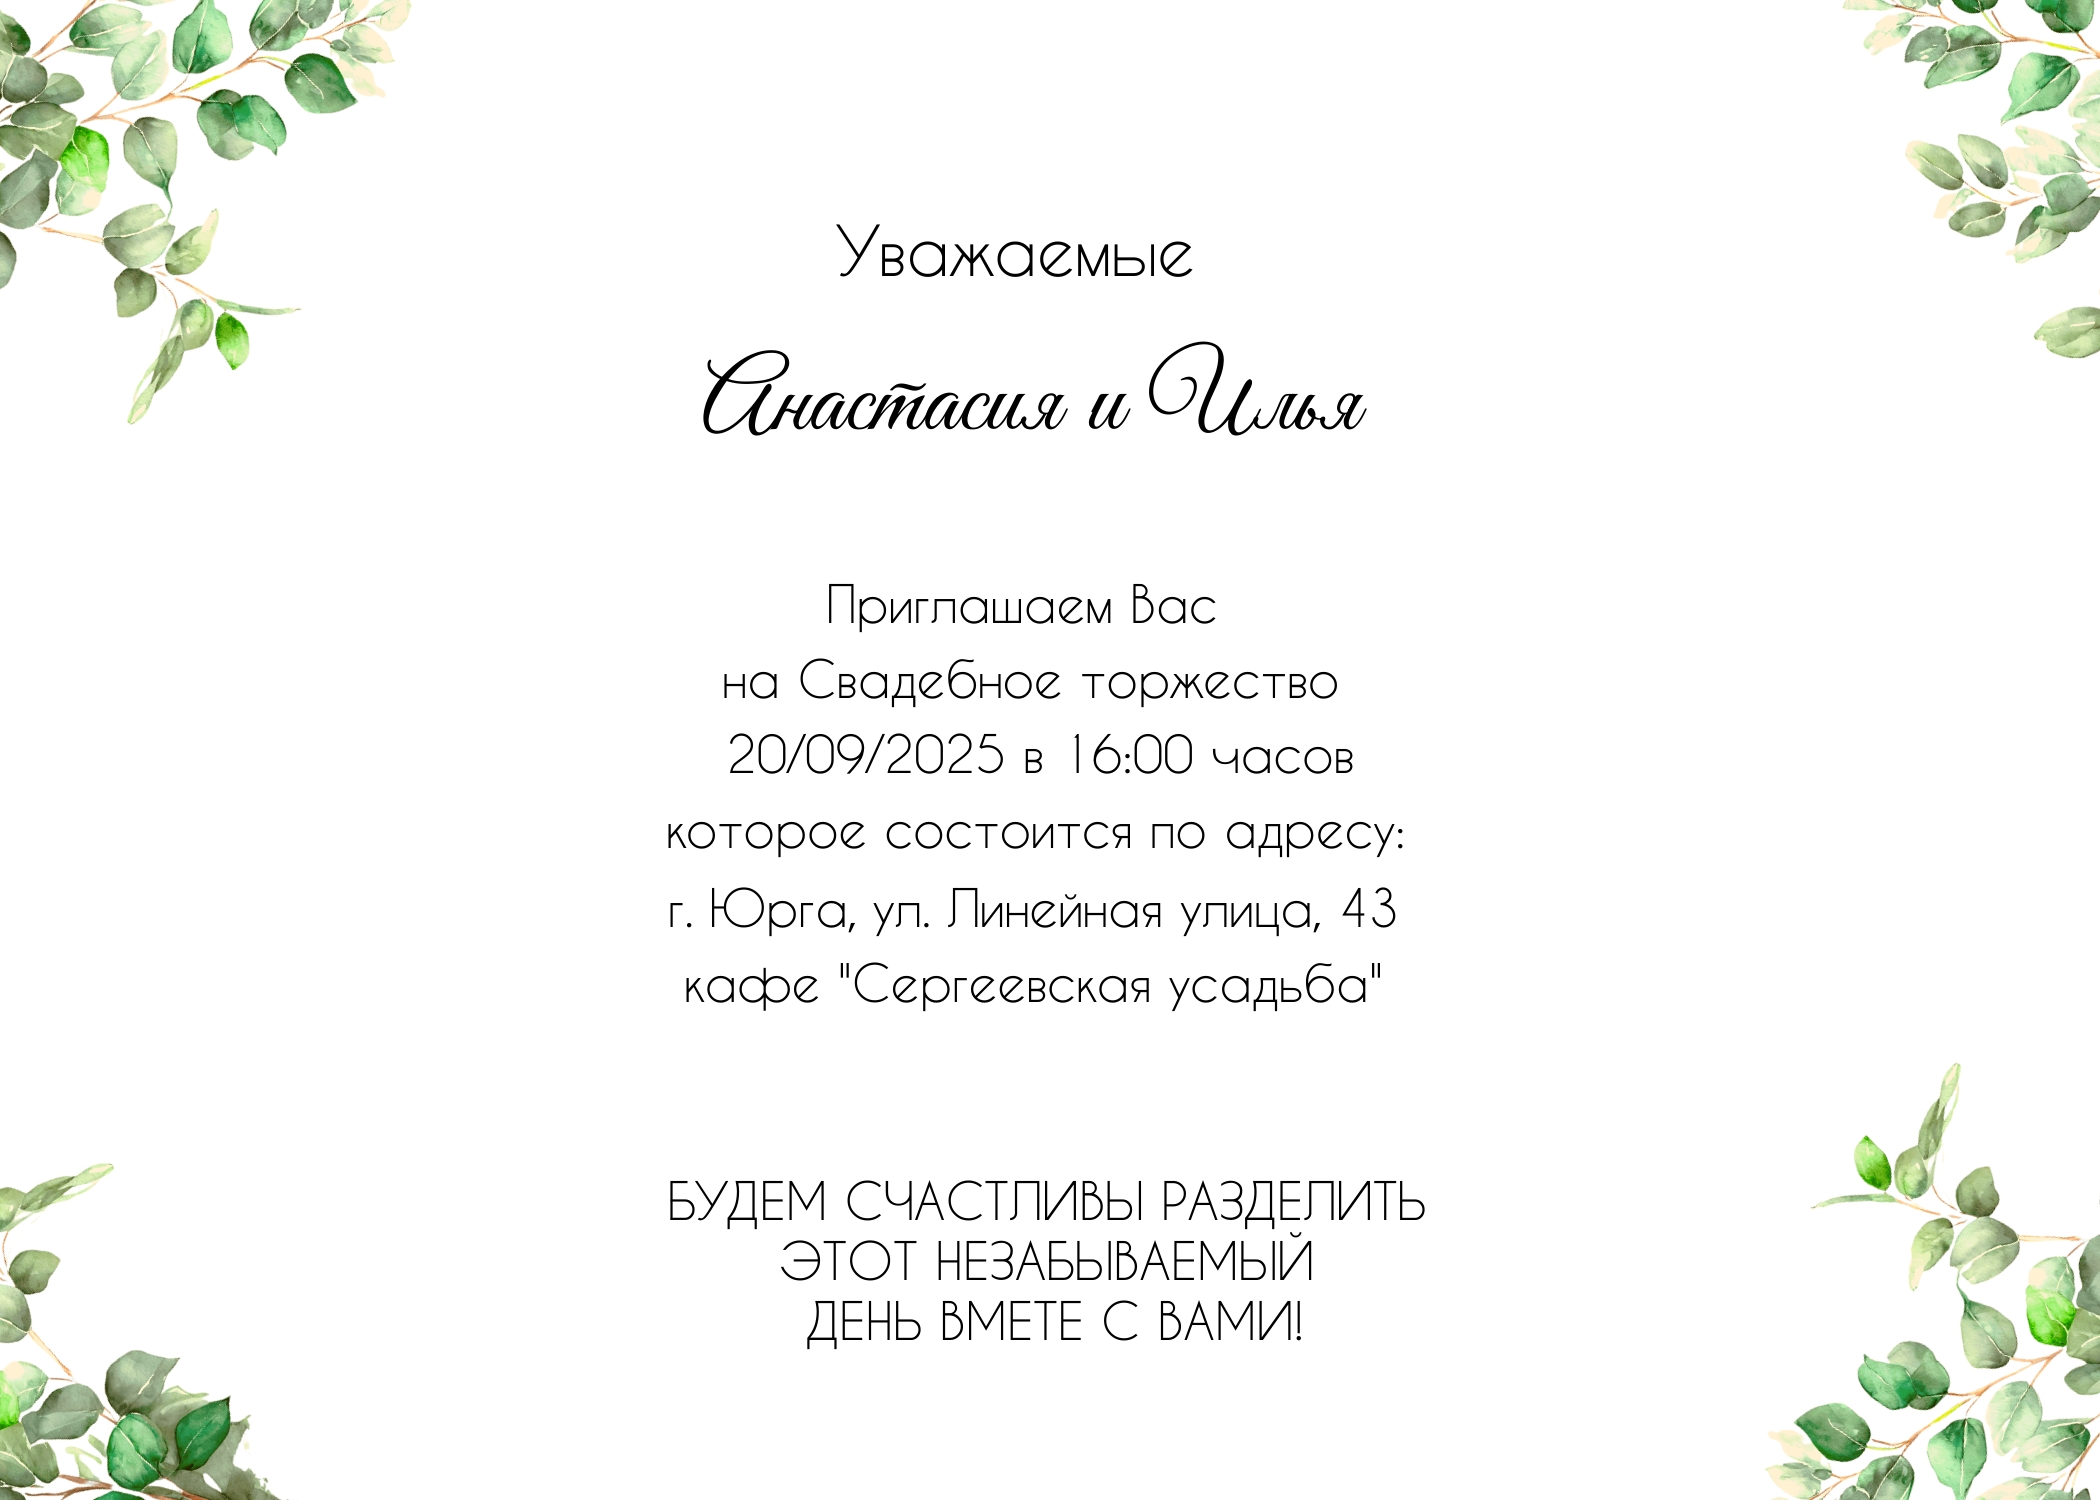 Уважаемые
Анастасия и Илья
Приглашаем Вас
на Свадебное торжество
20/09/2025 в 16:00 часов
которое состоится по адресу:
г. Юрга, ул. Линейная улица, 43
кафе "Сергеевская усадьба"
БУДЕМ СЧАСТЛИВЫ РАЗДЕЛИТЬ
ЭТОТ НЕЗАБЫВАЕМЫЙ
ДЕНЬ ВМЕТЕ С ВАМИ!